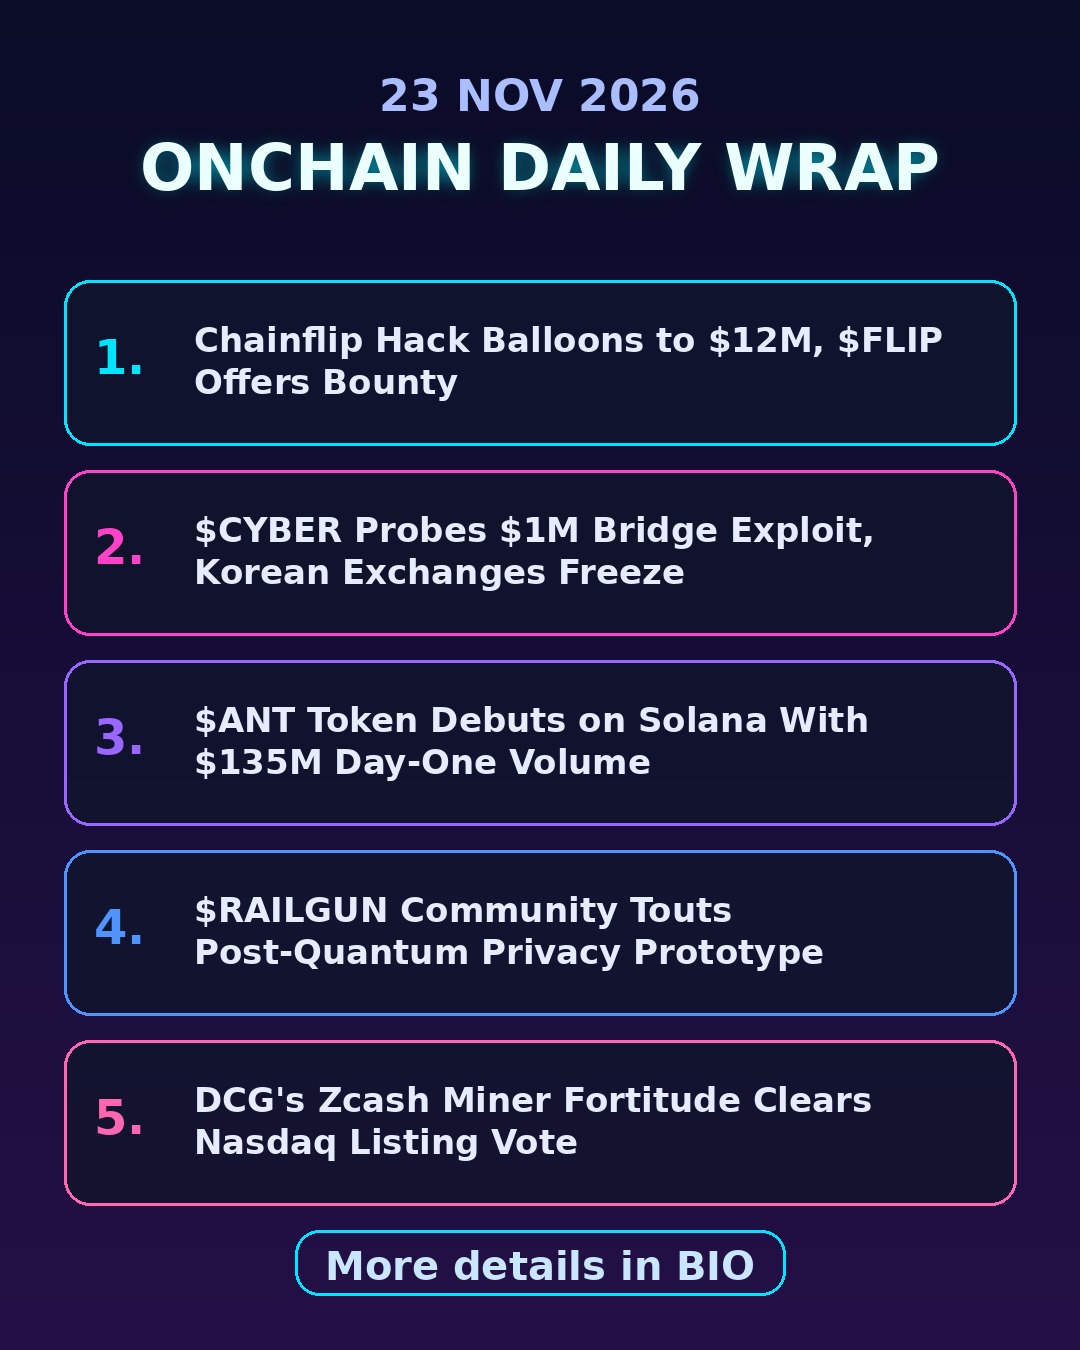 23 NOV 2026
ONCHAIN DAILY WRAP
1.
Chainflip Hack Balloons to $12M, $FLIP
Offers Bounty
2.
$CYBER Probes $1M Bridge Exploit,
Korean Exchanges Freeze
3.
$ANT Token Debuts on Solana With
$135M Day-One Volume
4.
$RAILGUN Community Touts
Post-Quantum Privacy Prototype
5.
DCG's Zcash Miner Fortitude Clears
Nasdaq Listing Vote
More details in BIO